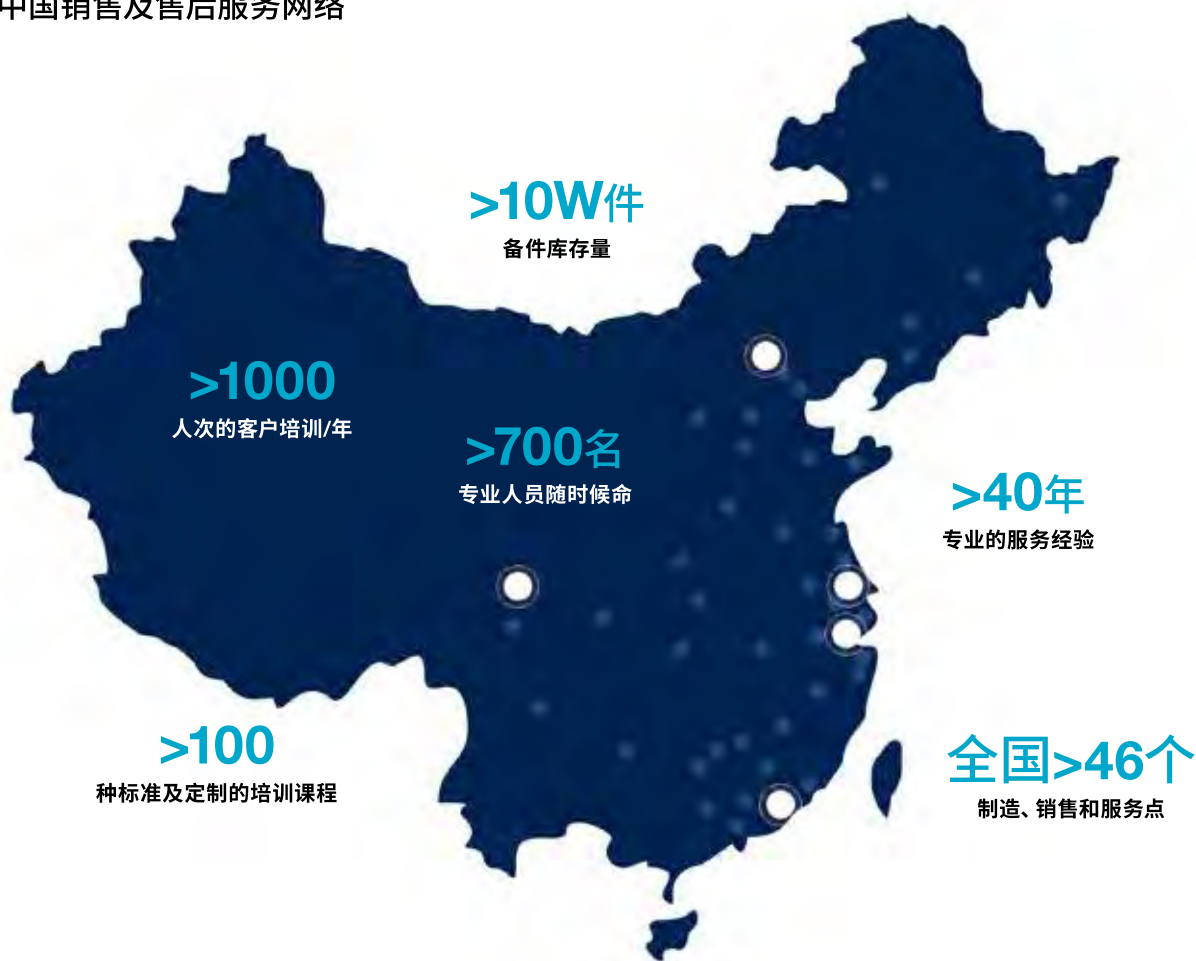 中国销售及售后服务网络
>10W件
备件库存量
>1000
人次的客户培训/年
>700名
专业人员随时候命
>40年
专业的服务经验
>100
种标准及定制的培训课程
全国>46个
制造、销售和服务点